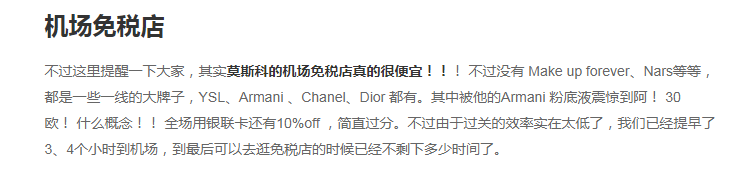 机场免税店
不过这里提醒一下大家，其实莫斯科的机场免税店真的很便宜！！！ 不过没有 Make up forever、Nars等等，
都是一些一线的大牌子，YSL、Armani 、Chanel、Dior 都有。其中被他的Armani 粉底液震惊到阿！ 30
欧！ 什么概念！！ 全场用银联卡还有10%off ，简直过分。不过由于过关的效率实在太低了，我们已经提早了
3、4个小时到机场，到最后可以去逛免税店的时候已经不剩下多少时间了。